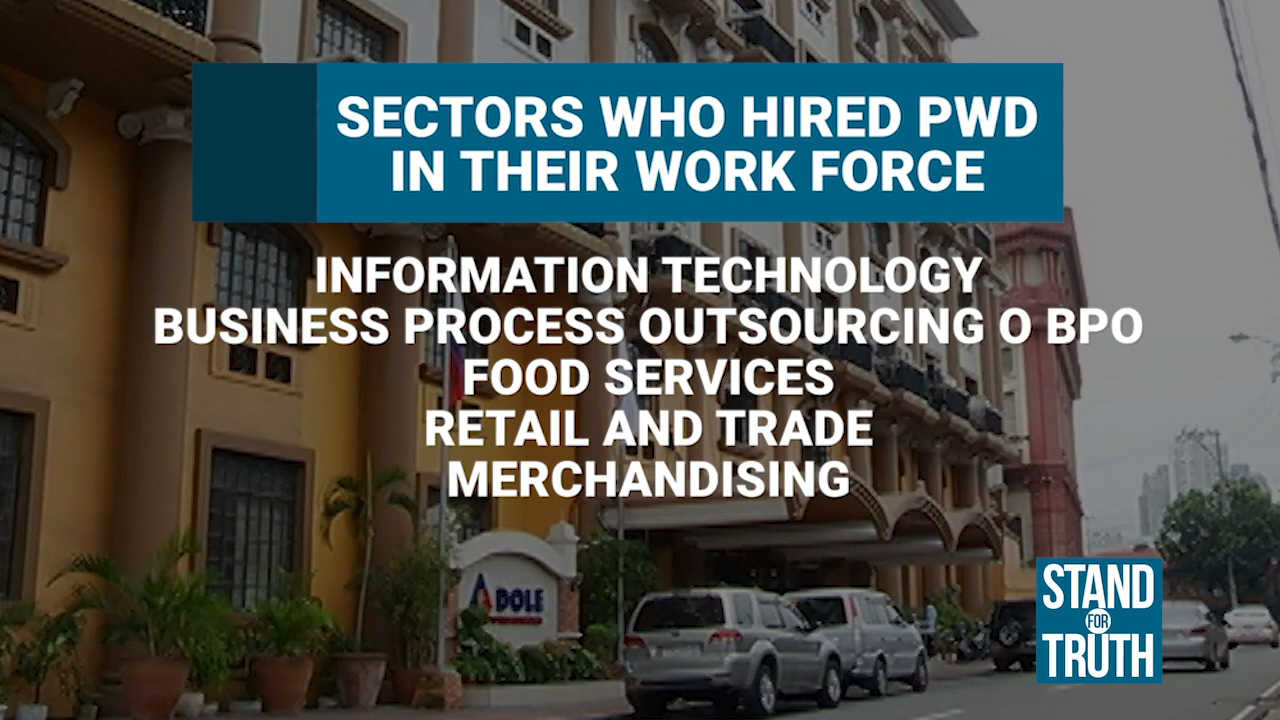 SECTORS WHO HIRED PWD
IN THEIR WORK FORCE
INFORMATION TECHNOLOGY
BUSINESS PROCESS OUTSOURCING O BPO
FOOD SERVICES
RETAIL AND TRADE
MERCHANDISING
DOLE
STAND
FOR
TRUTH